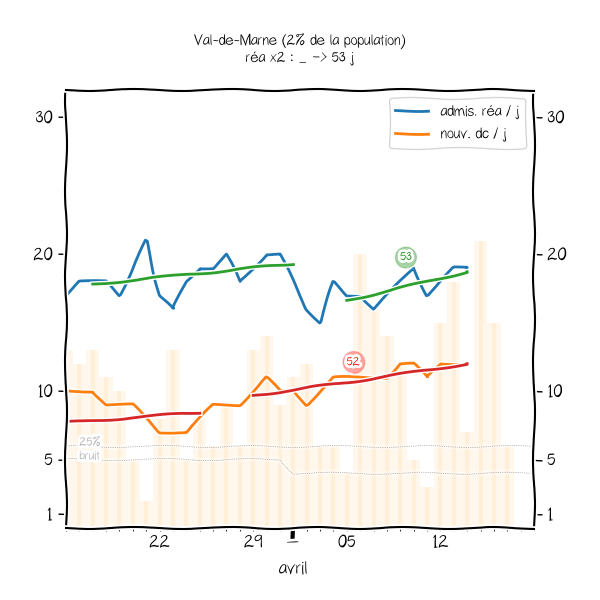 Val-de-Marne (2% de la population)
réa x2 : _ -> 53 j
admis. réa / j
nouv. dc / j
30
30
20
20
53
52
10
10
25%
bruit
5
5
1
1
22
29
05
12
avril